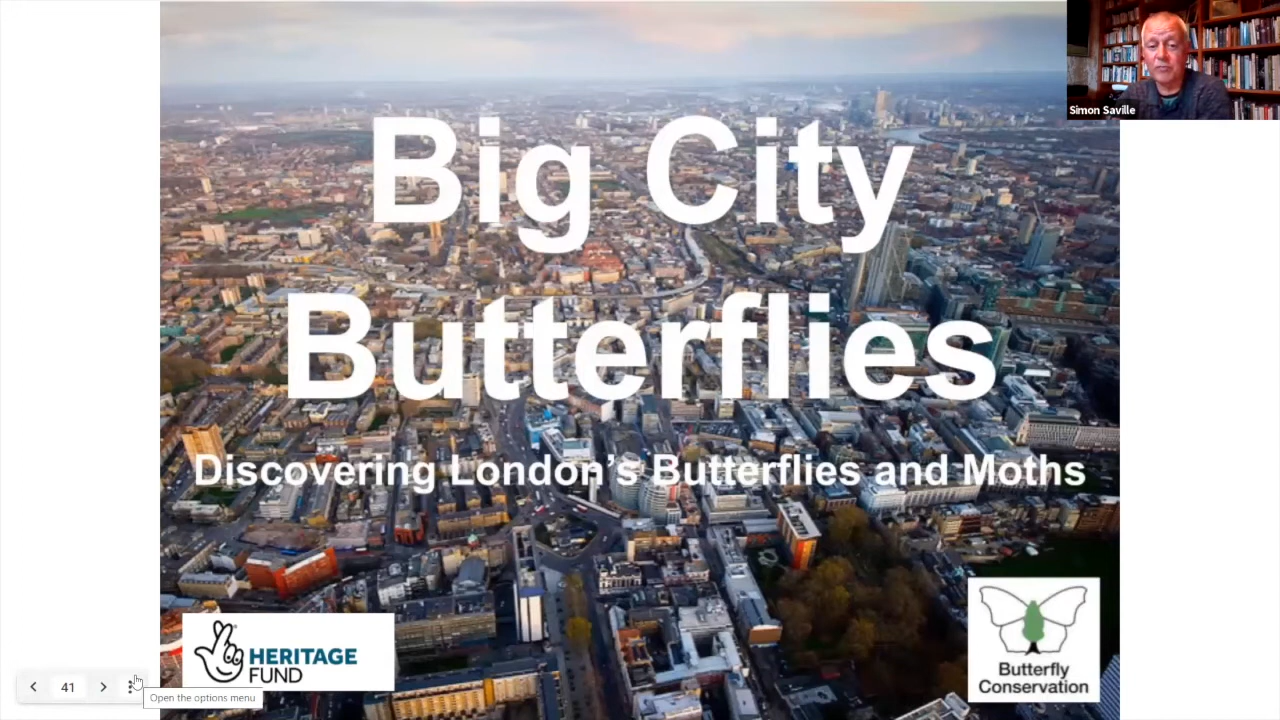 Simon Saville
Big City
Butterflies
Discovering London's Butterflies and Moths
HERITAGE
FUND
Butterfly
Conservation
41
Open the options menu